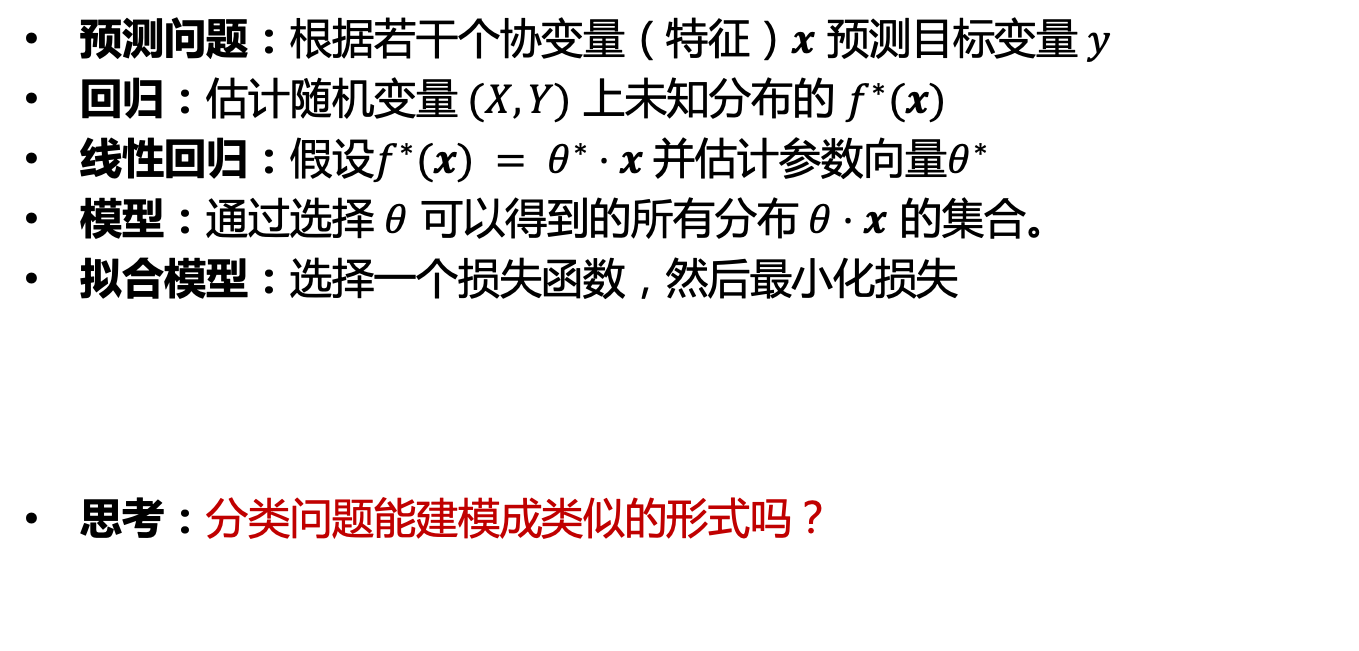 • 预测问题：根据若干个协变量（特征）x 预测目标变量 y
• 回归：估计随机变量 (X, Y) 上未知分布的 f*(x)
• 线性回归：假设f*(x) = θ* · x 并估计参数向量θ*
• 模型：通过选择 θ 可以得到的所有分布 θ · x 的集合。
• 拟合模型：选择一个损失函数，然后最小化损失
• 思考：分类问题能建模成类似的形式吗？